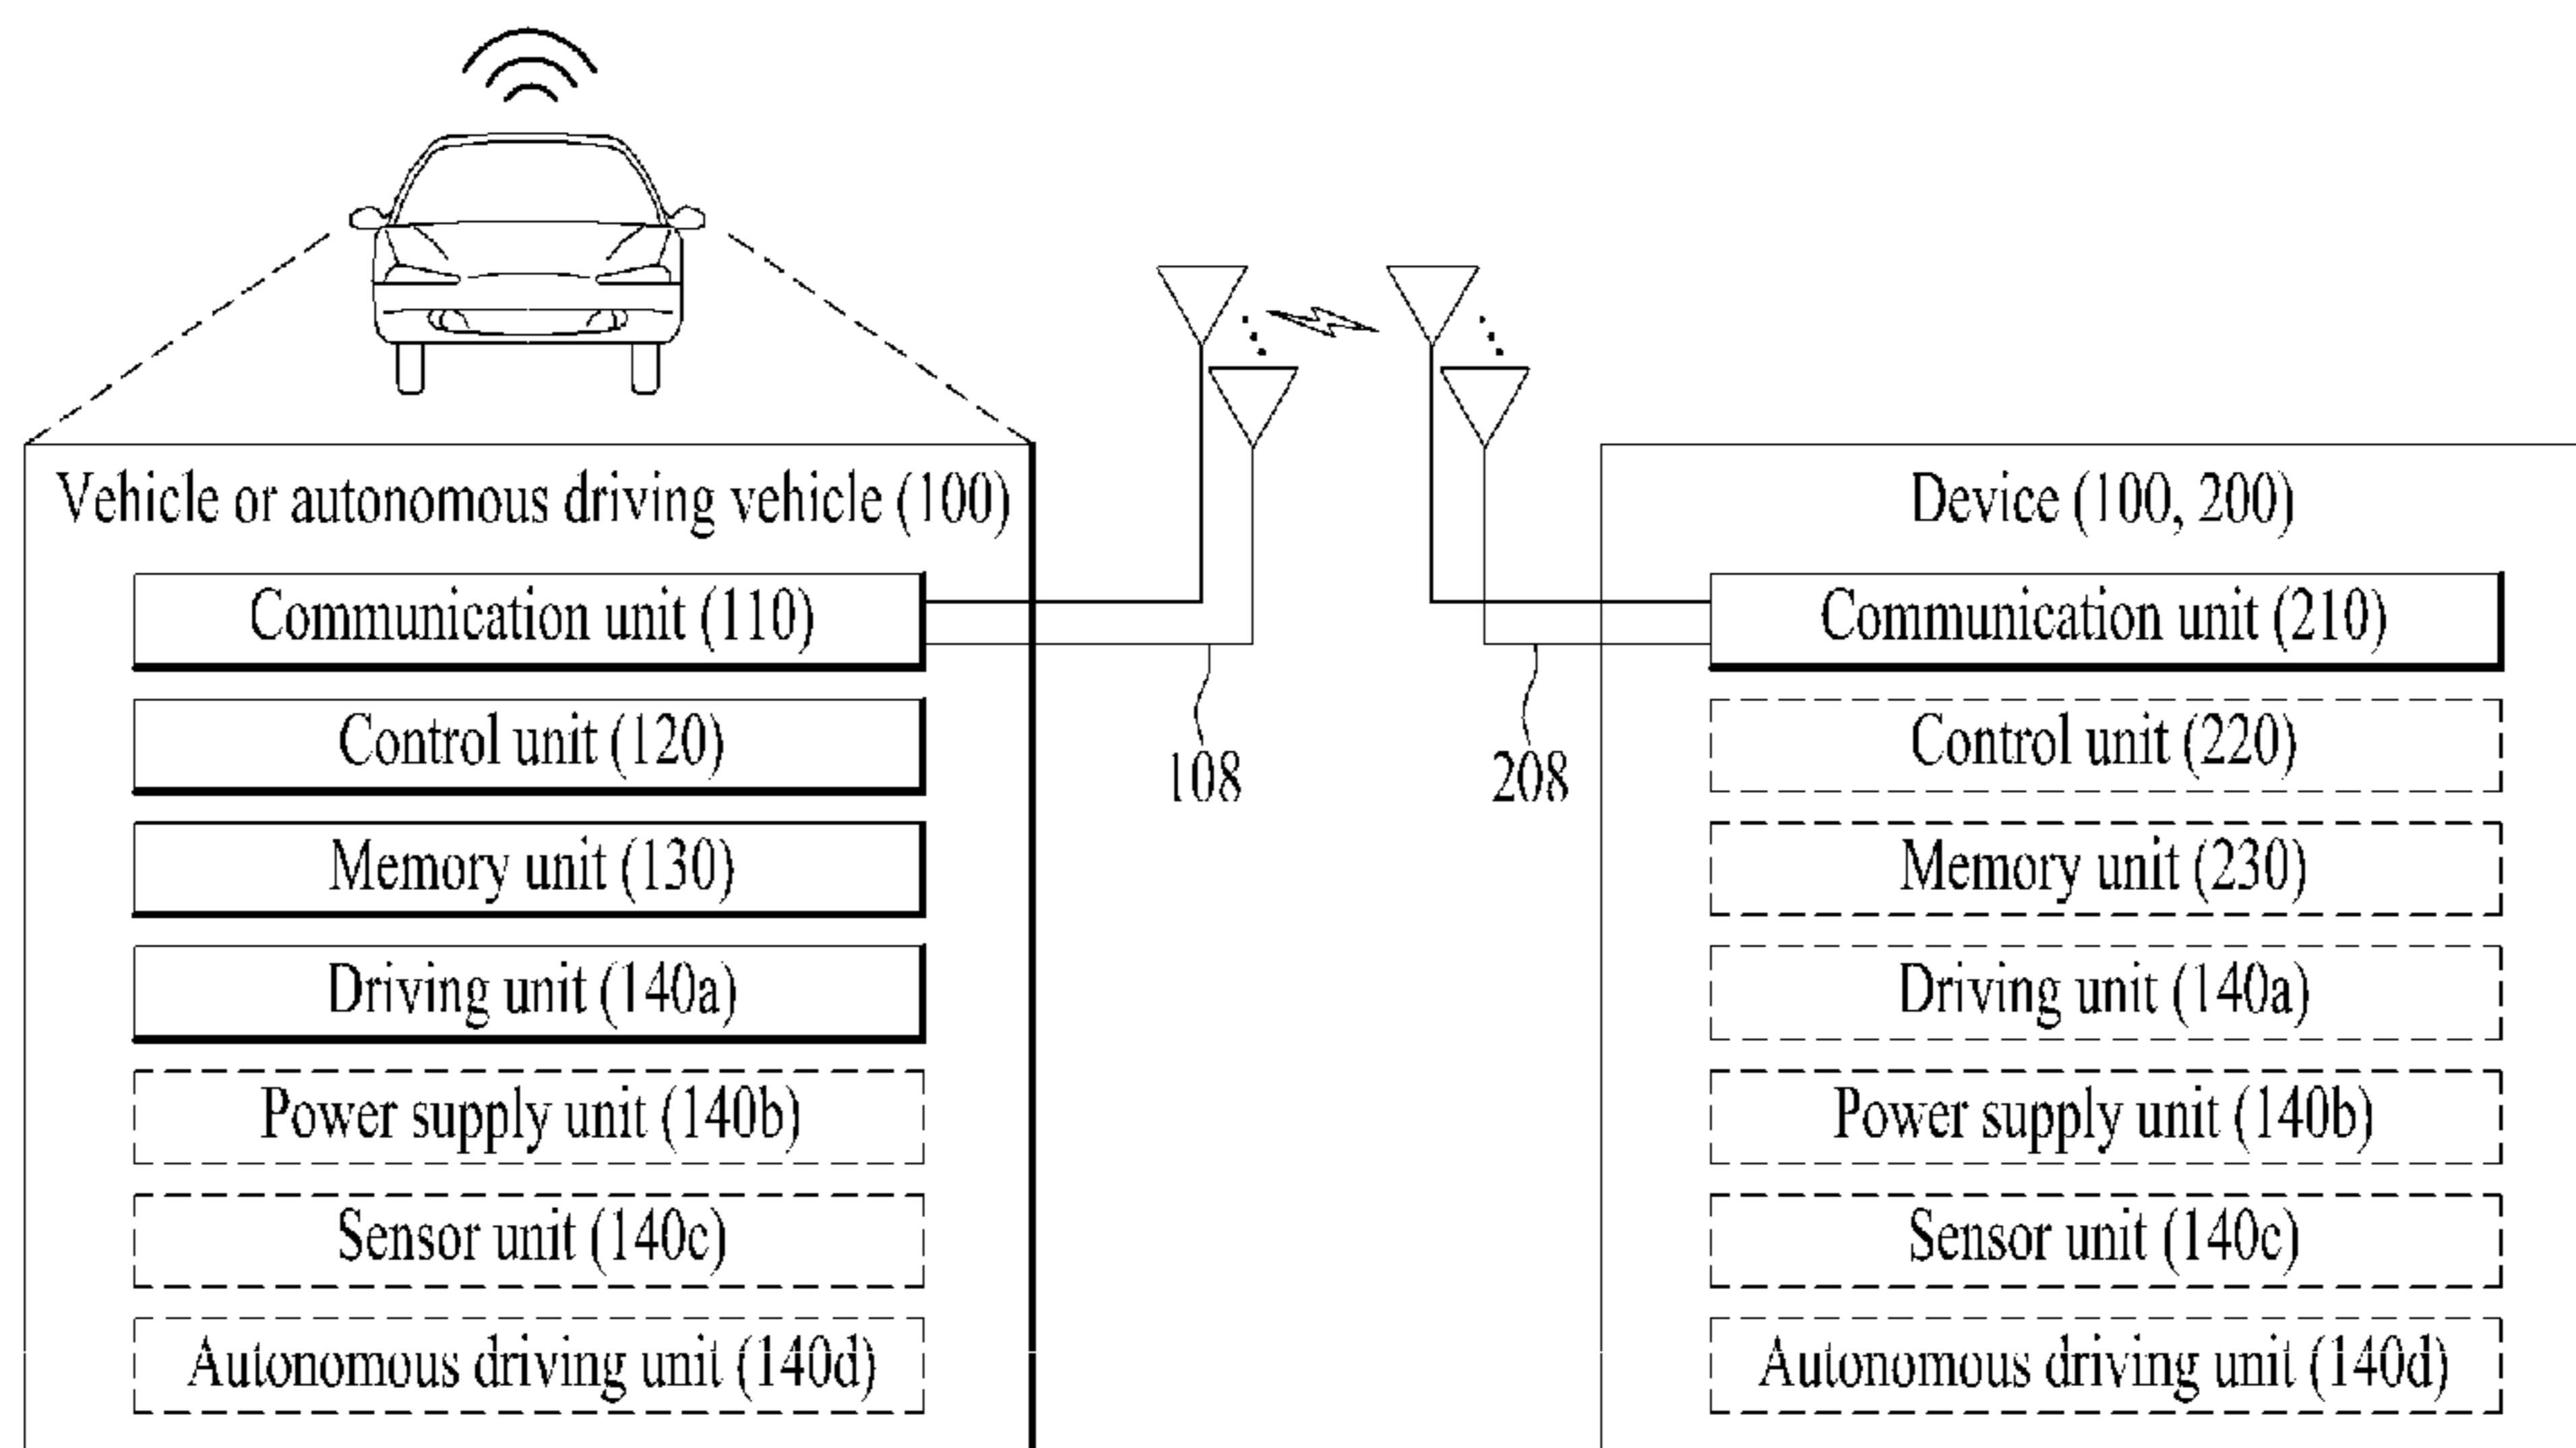 Vehicle or autonomous driving vehicle (100)
Communication unit (110)
Control unit (120)
Memory unit (130)
Driving unit (140a)
Power supply unit (140b)
Sensor unit (140c)
Autonomous driving unit (140d)
108
208
Device (100, 200)
Communication unit (210)
Control unit (220)
Memory unit (230)
Driving unit (140a)
Power supply unit (140b)
Sensor unit (140c)
Autonomous driving unit (140d)